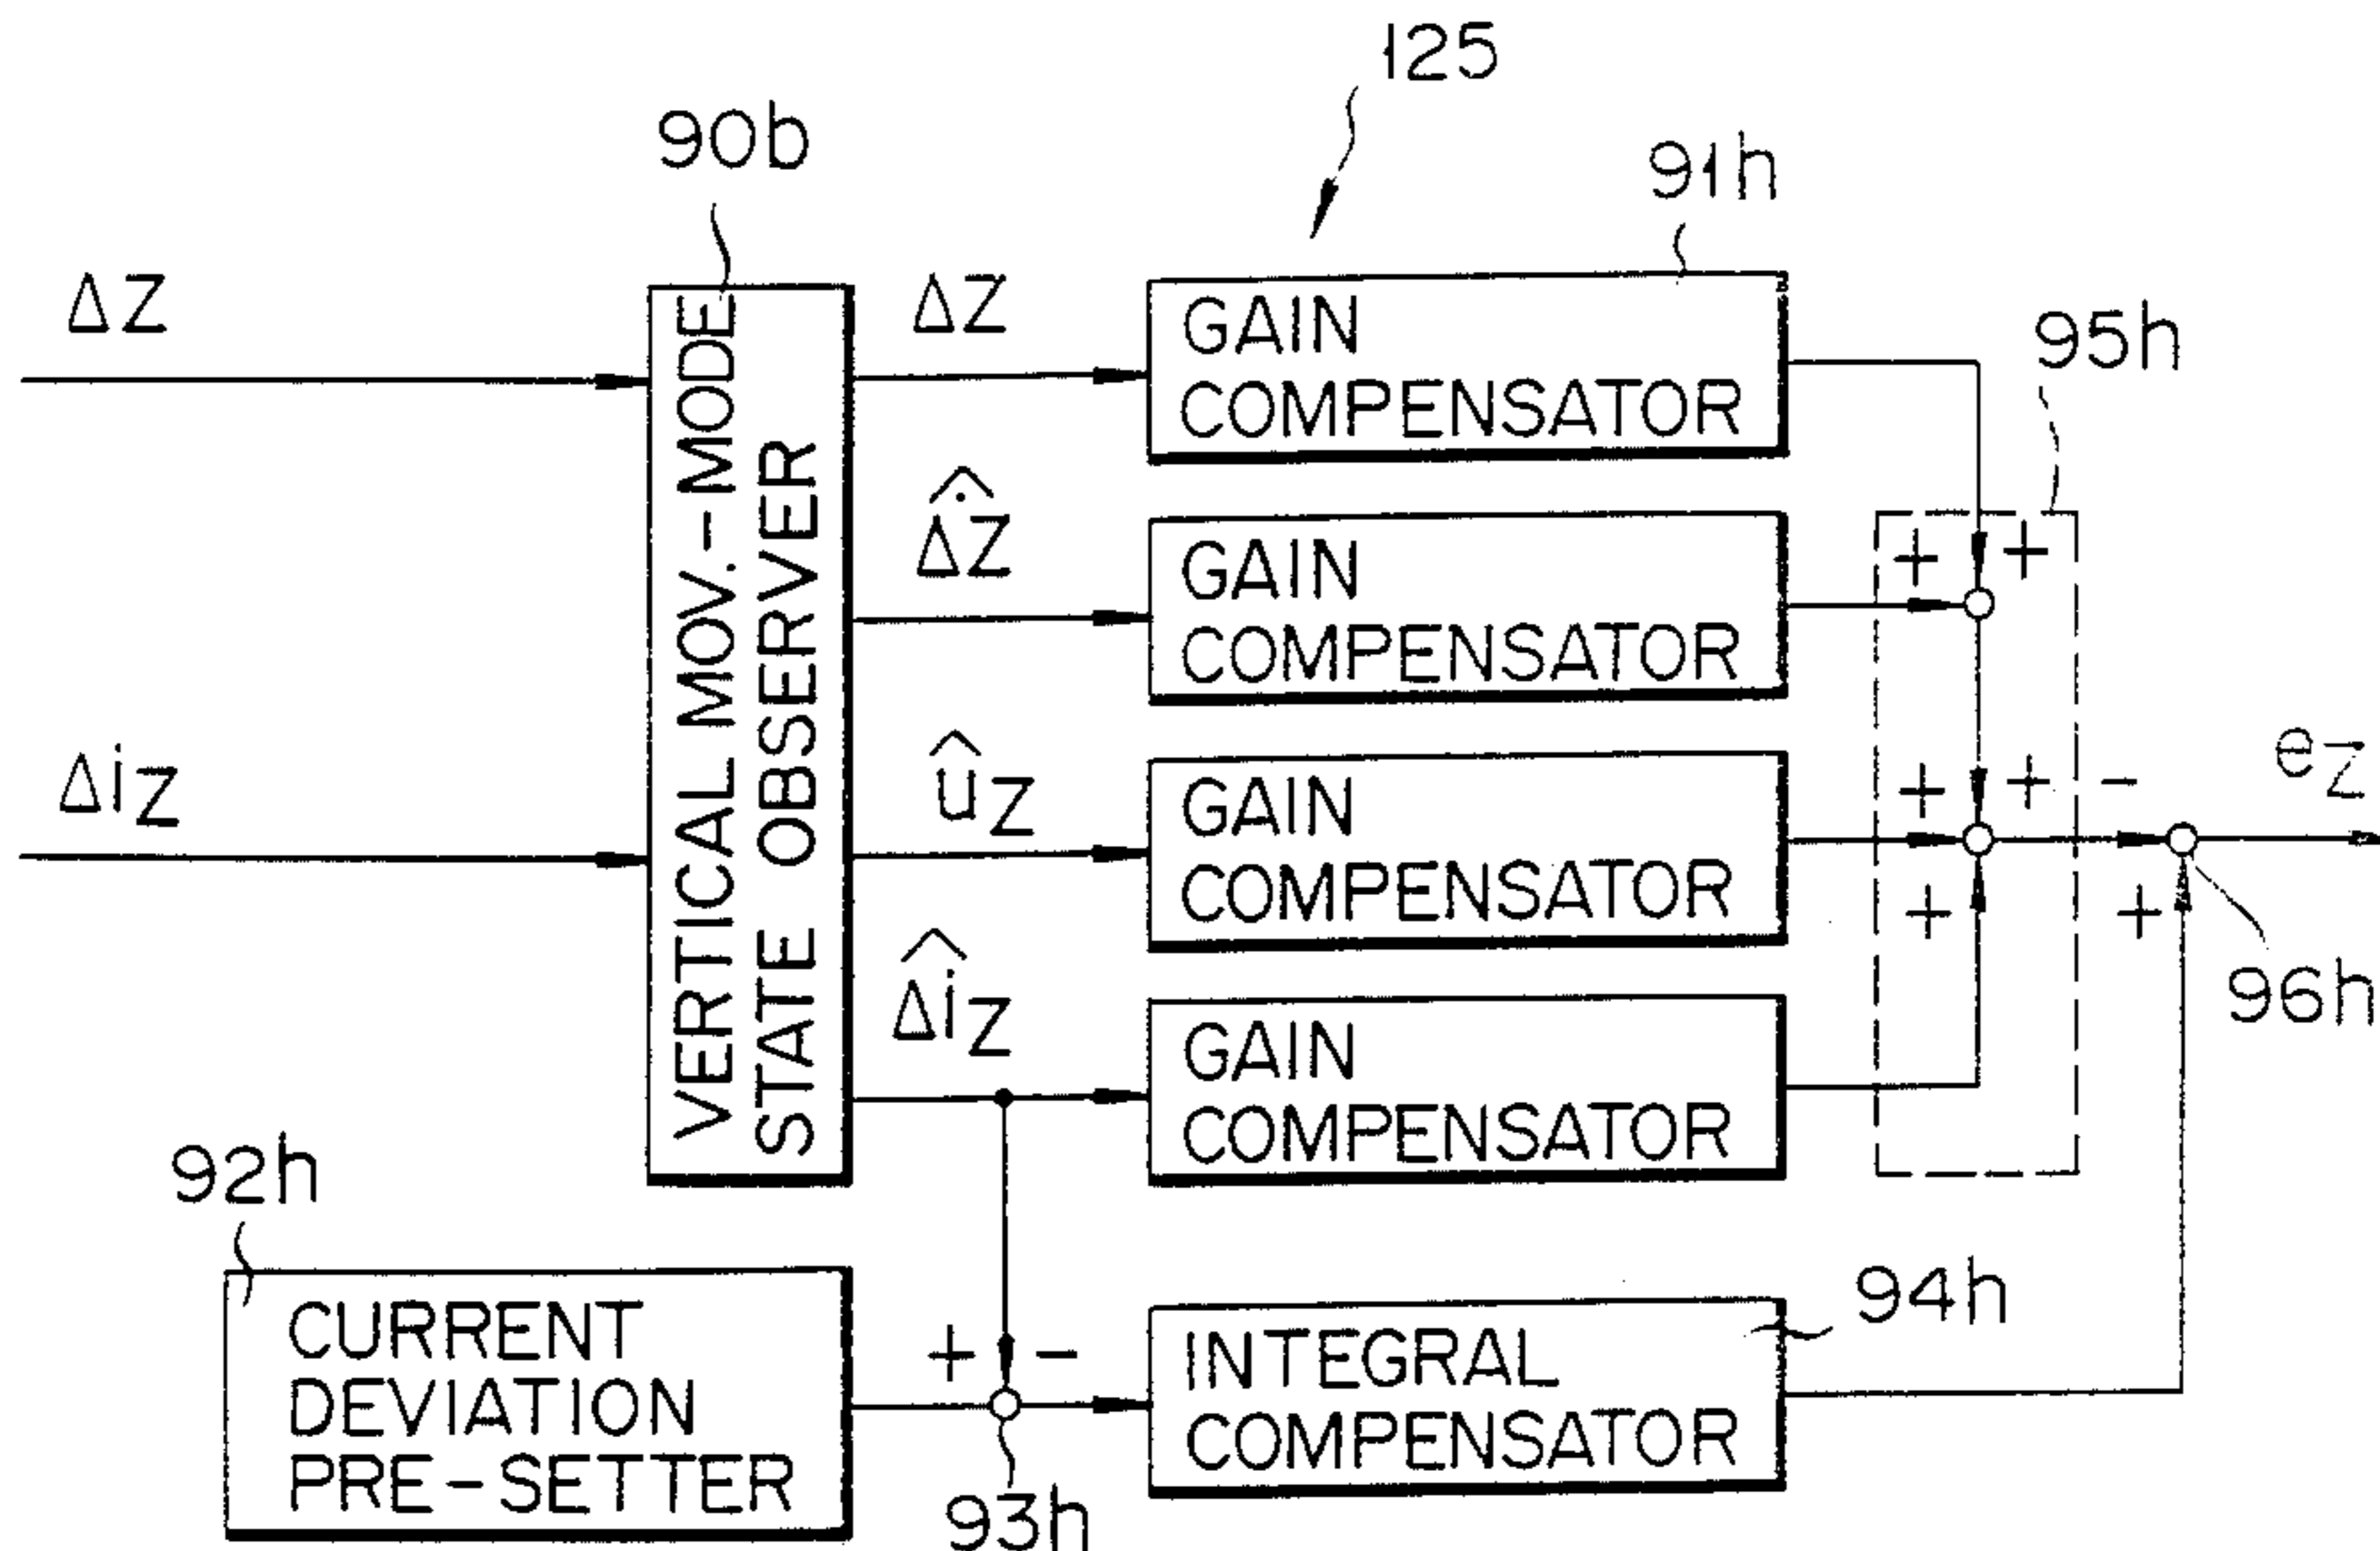 125
90b
91h
ΔZ
ΔZ
GAIN
COMPENSATOR
95h
VERTICAL MOV.-MODE
STATE OBSERVER
Δ̂Ż
GAIN
COMPENSATOR
+ +
ΔiZ
ûZ
GAIN
COMPENSATOR
+ + -
eZ
+ +
96h
Δ̂iZ
GAIN
COMPENSATOR
92h
CURRENT
DEVIATION
PRE-SETTER
+ -
93h
INTEGRAL
COMPENSATOR
94h